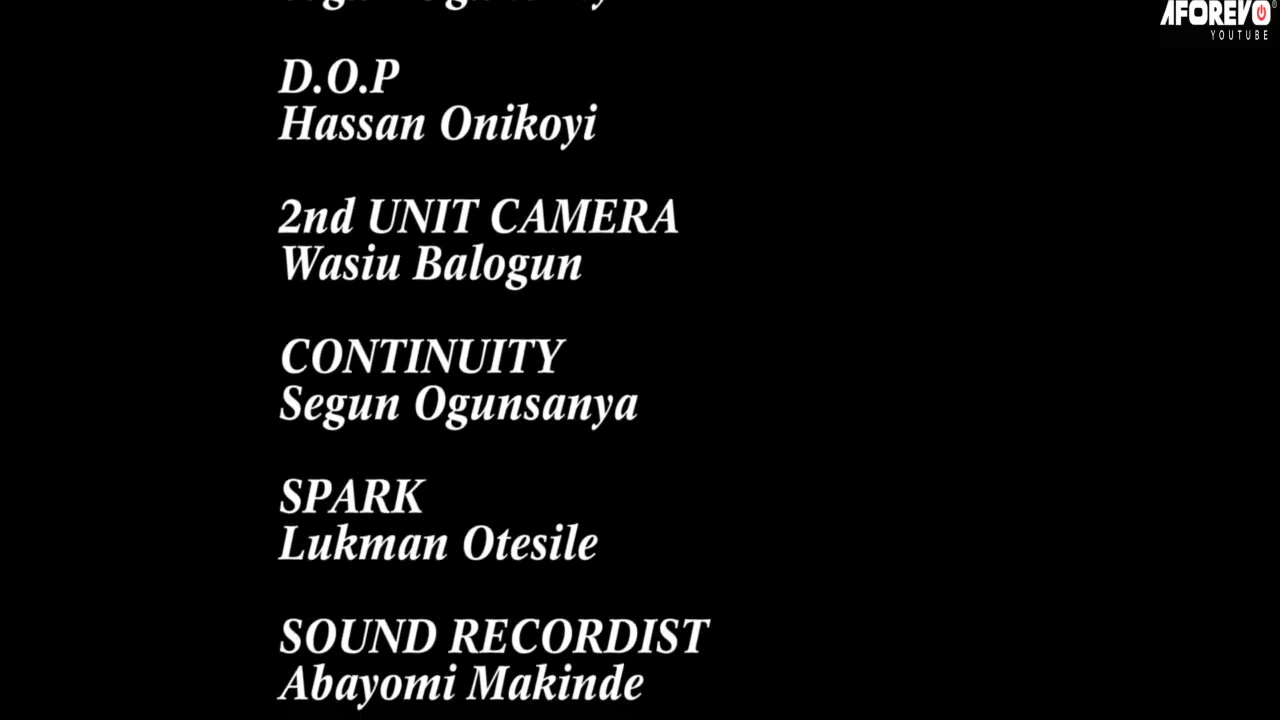 AFOREVO
YOUTUBE
D.O.P
Hassan Onikoyi
2nd UNIT CAMERA
Wasiu Balogun
CONTINUITY
Segun Ogunsanya
SPARK
Lukman Otesile
SOUND RECORDIST
Abayomi Makinde